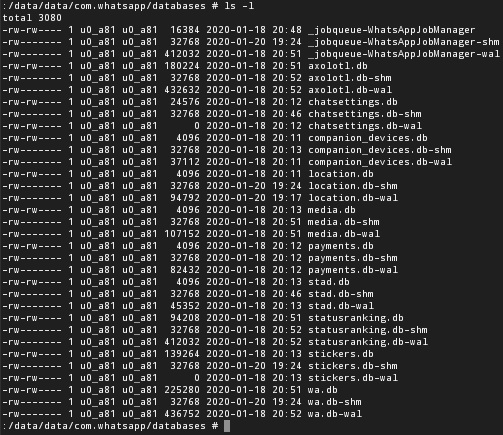 :/data/data/com.whatsapp/databases # ls -l
total 3080
-rw-rw---- 1 u0_a81 u0_a81  16384 2020-01-18 20:48 _jobqueue-WhatsAppJobManager
-rw------- 1 u0_a81 u0_a81  32768 2020-01-20 19:24 _jobqueue-WhatsAppJobManager-shm
-rw------- 1 u0_a81 u0_a81 412032 2020-01-18 20:51 _jobqueue-WhatsAppJobManager-wal
-rw-rw---- 1 u0_a81 u0_a81 180224 2020-01-18 20:51 axolotl.db
-rw------- 1 u0_a81 u0_a81  32768 2020-01-18 20:52 axolotl.db-shm
-rw------- 1 u0_a81 u0_a81 432632 2020-01-18 20:52 axolotl.db-wal
-rw-rw---- 1 u0_a81 u0_a81  24576 2020-01-18 20:12 chatsettings.db
-rw------- 1 u0_a81 u0_a81  32768 2020-01-18 20:46 chatsettings.db-shm
-rw------- 1 u0_a81 u0_a81      0 2020-01-18 20:12 chatsettings.db-wal
-rw-rw---- 1 u0_a81 u0_a81   4096 2020-01-18 20:11 companion_devices.db
-rw------- 1 u0_a81 u0_a81  32768 2020-01-18 20:13 companion_devices.db-shm
-rw------- 1 u0_a81 u0_a81  37112 2020-01-18 20:11 companion_devices.db-wal
-rw-rw---- 1 u0_a81 u0_a81   4096 2020-01-18 20:11 location.db
-rw------- 1 u0_a81 u0_a81  32768 2020-01-20 19:24 location.db-shm
-rw------- 1 u0_a81 u0_a81  94792 2020-01-20 19:17 location.db-wal
-rw-rw---- 1 u0_a81 u0_a81   4096 2020-01-18 20:13 media.db
-rw------- 1 u0_a81 u0_a81  32768 2020-01-18 20:51 media.db-shm
-rw------- 1 u0_a81 u0_a81 107152 2020-01-18 20:51 media.db-wal
-rw-rw---- 1 u0_a81 u0_a81   4096 2020-01-18 20:12 payments.db
-rw------- 1 u0_a81 u0_a81  32768 2020-01-18 20:12 payments.db-shm
-rw------- 1 u0_a81 u0_a81  82432 2020-01-18 20:12 payments.db-wal
-rw-rw---- 1 u0_a81 u0_a81   4096 2020-01-18 20:13 stad.db
-rw------- 1 u0_a81 u0_a81  32768 2020-01-18 20:46 stad.db-shm
-rw------- 1 u0_a81 u0_a81  45352 2020-01-18 20:13 stad.db-wal
-rw-rw---- 1 u0_a81 u0_a81  94208 2020-01-18 20:51 statusranking.db
-rw------- 1 u0_a81 u0_a81  32768 2020-01-18 20:52 statusranking.db-shm
-rw------- 1 u0_a81 u0_a81 412032 2020-01-18 20:52 statusranking.db-wal
-rw-rw---- 1 u0_a81 u0_a81 139264 2020-01-18 20:13 stickers.db
-rw------- 1 u0_a81 u0_a81  32768 2020-01-20 19:24 stickers.db-shm
-rw------- 1 u0_a81 u0_a81      0 2020-01-18 20:13 stickers.db-wal
-rw-rw---- 1 u0_a81 u0_a81 225280 2020-01-18 20:51 wa.db
-rw------- 1 u0_a81 u0_a81  32768 2020-01-20 19:24 wa.db-shm
-rw------- 1 u0_a81 u0_a81 436752 2020-01-18 20:52 wa.db-wal
:/data/data/com.whatsapp/databases #